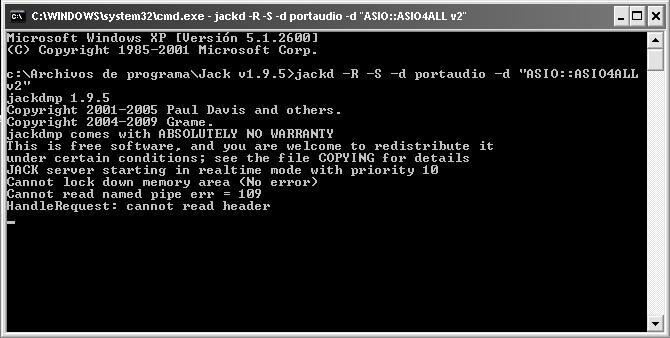 C:\WINDOWS\system32\cmd.exe - jackd -R -S -d portaudio -d "ASIO::ASIO4ALL v2"
Microsoft Windows XP [Versión 5.1.2600]
(C) Copyright 1985-2001 Microsoft Corp.
c:\Archivos de programa\Jack v1.9.5>jackd -R -S -d portaudio -d "ASIO::ASIO4ALL
v2"
jackdmp 1.9.5
Copyright 2001-2005 Paul Davis and others.
Copyright 2004-2009 Grame.
jackdmp comes with ABSOLUTELY NO WARRANTY
This is free software, and you are welcome to redistribute it
under certain conditions; see the file COPYING for details
JACK server starting in realtime mode with priority 10
Cannot lock down memory area (No error)
Cannot read named pipe err = 109
HandleRequest: cannot read header